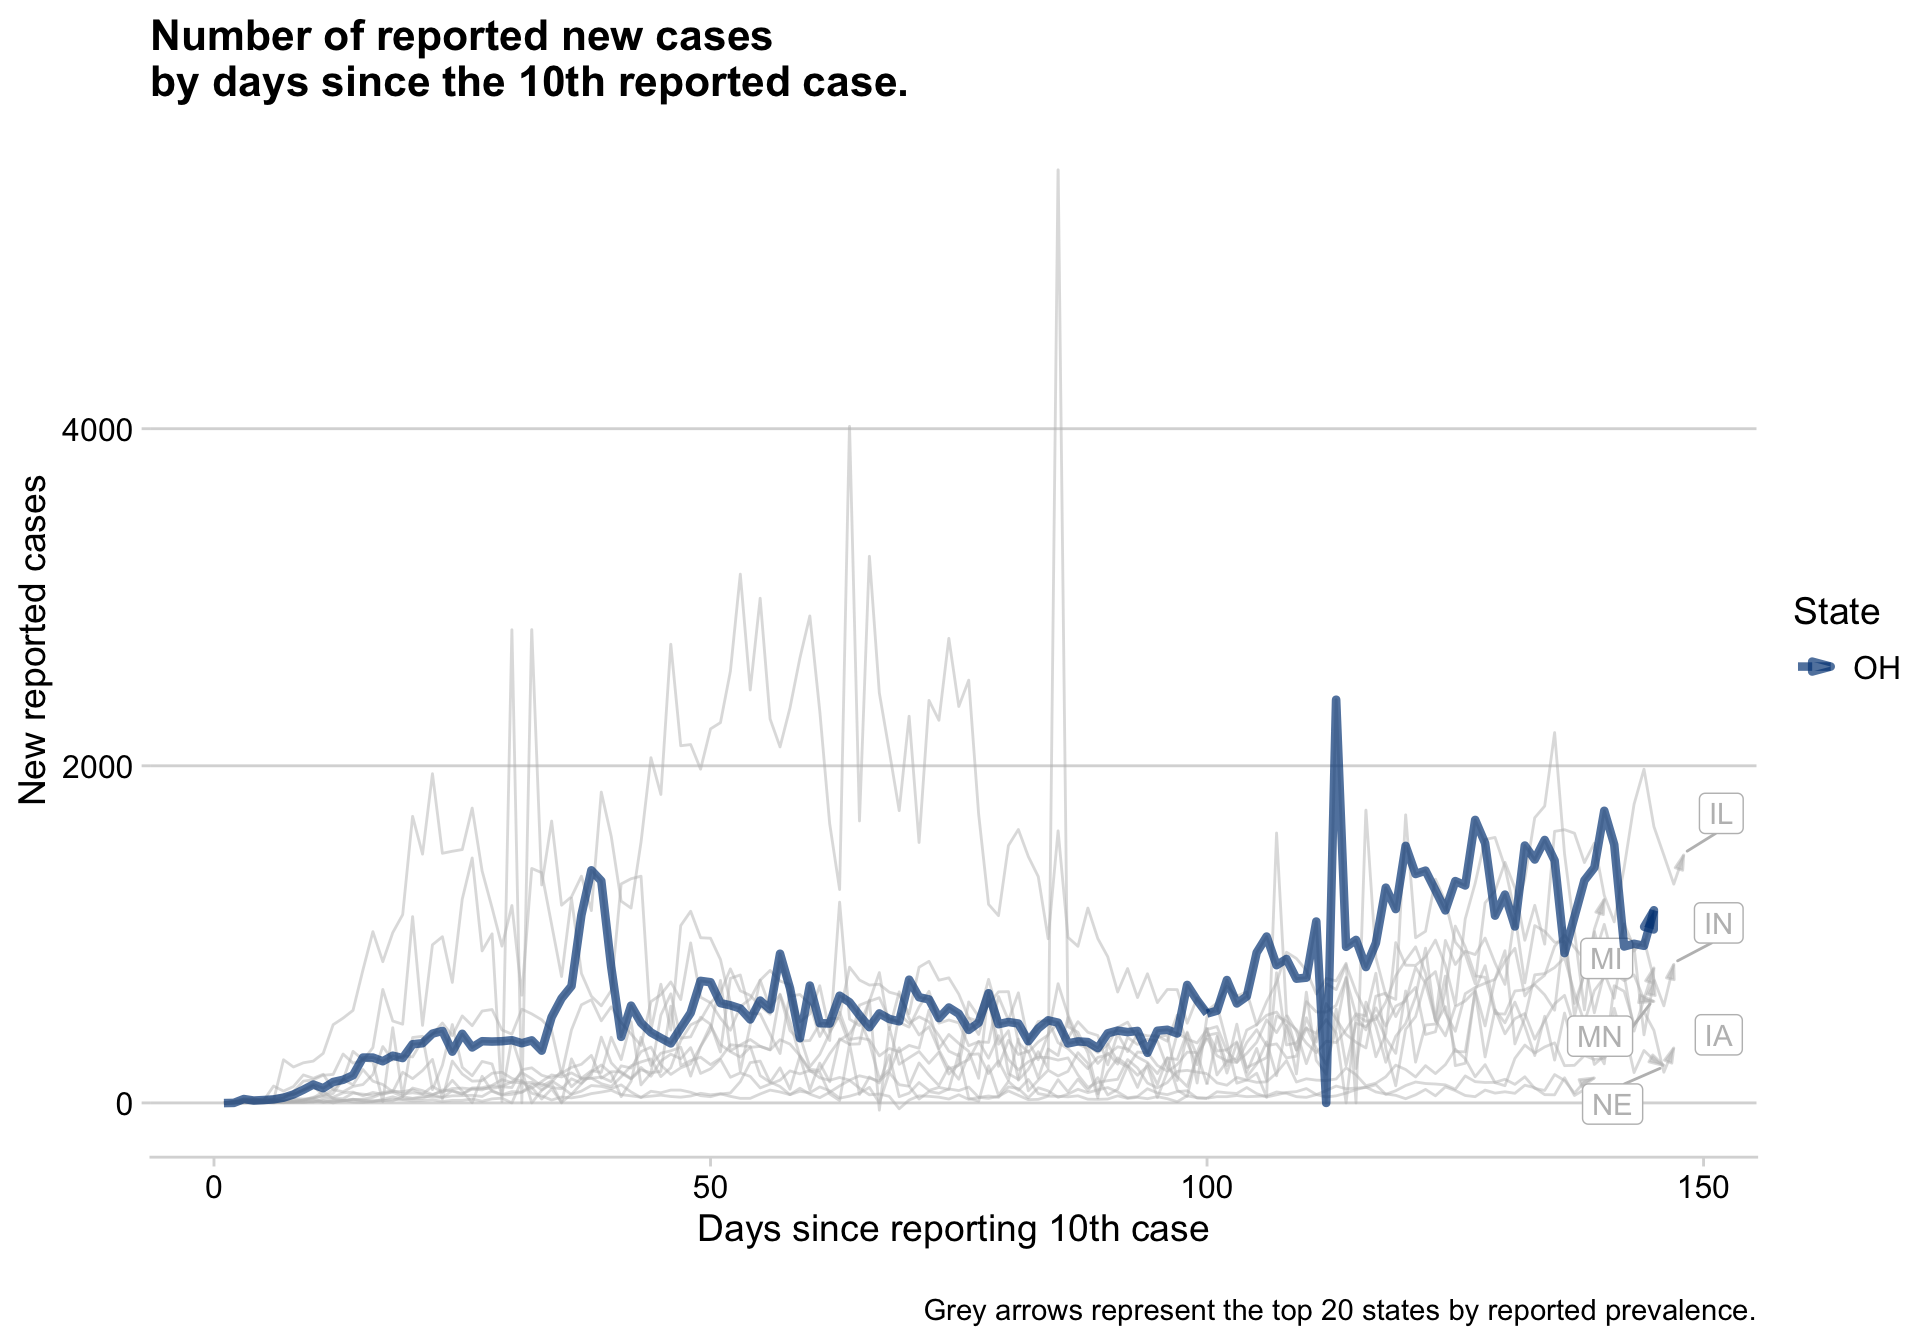 Number of reported new cases
by days since the 10th reported case.
New reported cases
4000
2000
0
0
50
100
150
Days since reporting 10th case
IL
IN
MI
MN
IA
NE
State
OH
Grey arrows represent the top 20 states by reported prevalence.